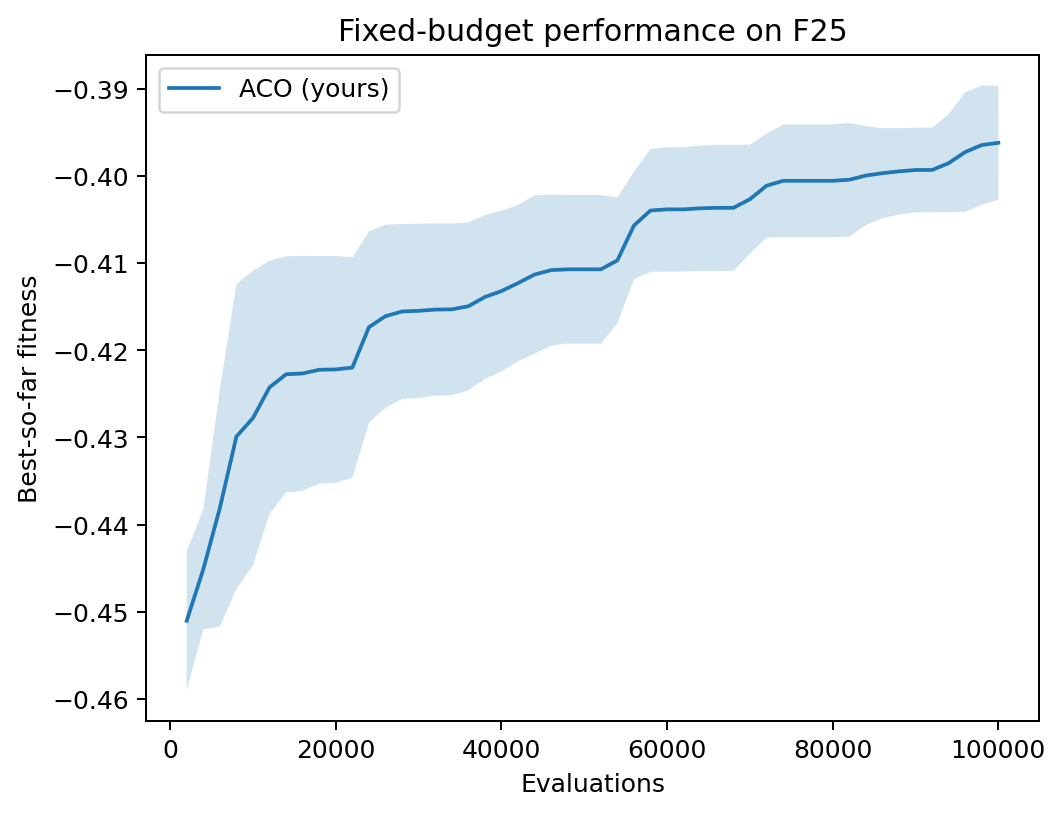 Fixed-budget performance on F25
ACO (yours)
Best-so-far fitness
−0.39
−0.40
−0.41
−0.42
−0.43
−0.44
−0.45
−0.46
0 20000 40000 60000 80000 100000
Evaluations